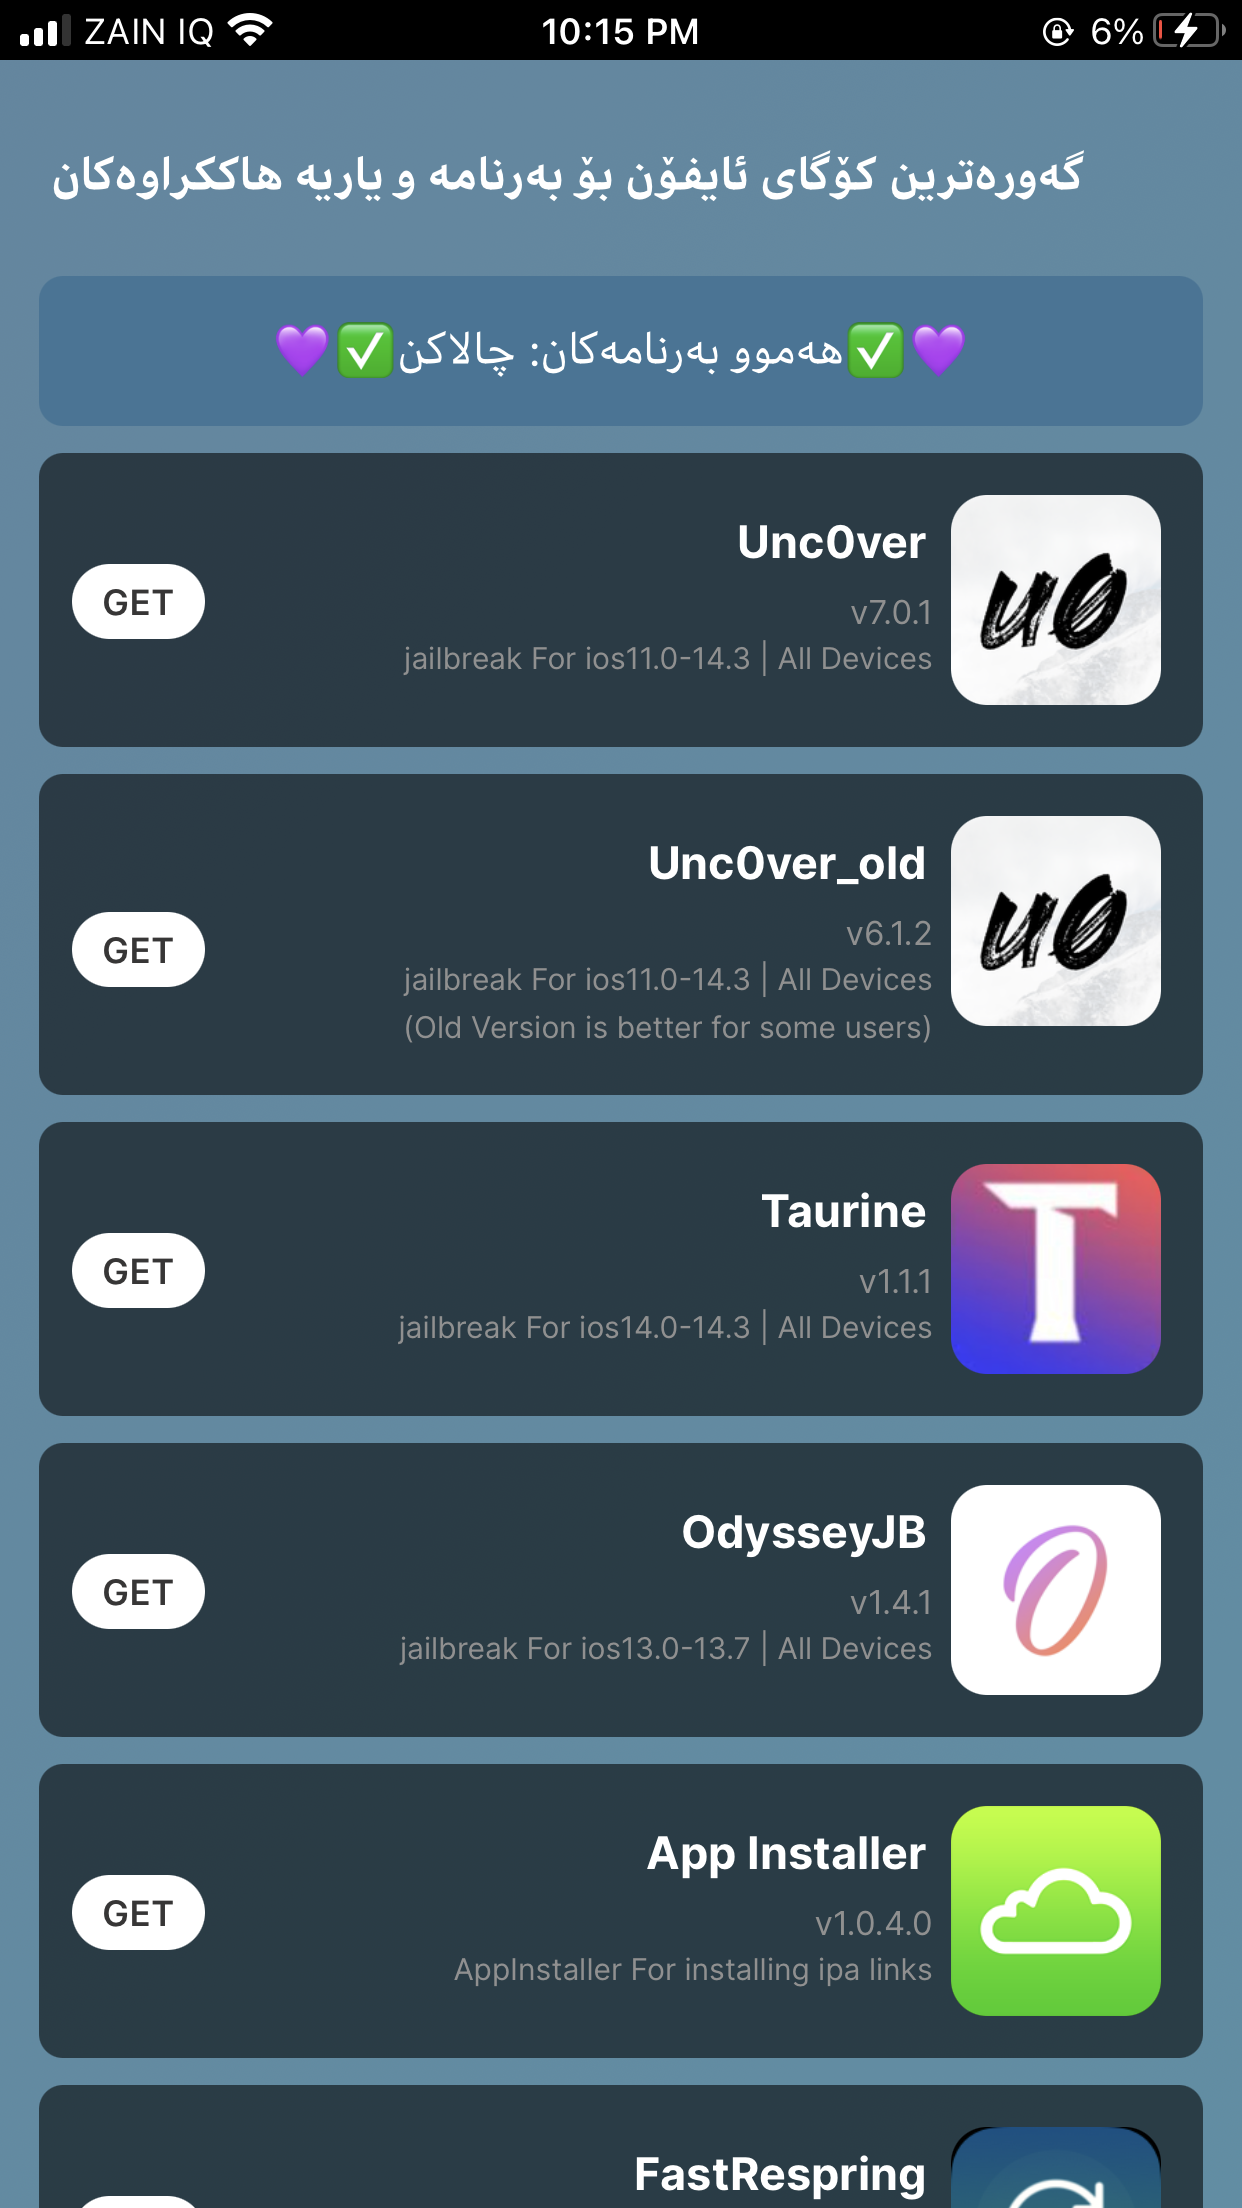 ZAIN IQ 10:15 PM 6%
گەورەترین کۆگای ئایفۆن بۆ بەرنامە و یاریە هاککراوەکان
💜✅هەموو بەرنامەکان: چالاکن✅💜
Unc0ver
GET
v7.0.1
jailbreak For ios11.0-14.3 | All Devices
Unc0ver_old
GET
v6.1.2
jailbreak For ios11.0-14.3 | All Devices
(Old Version is better for some users)
Taurine
GET
v1.1.1
jailbreak For ios14.0-14.3 | All Devices
OdysseyJB
GET
v1.4.1
jailbreak For ios13.0-13.7 | All Devices
App Installer
GET
v1.0.4.0
AppInstaller For installing ipa links
FastRespring